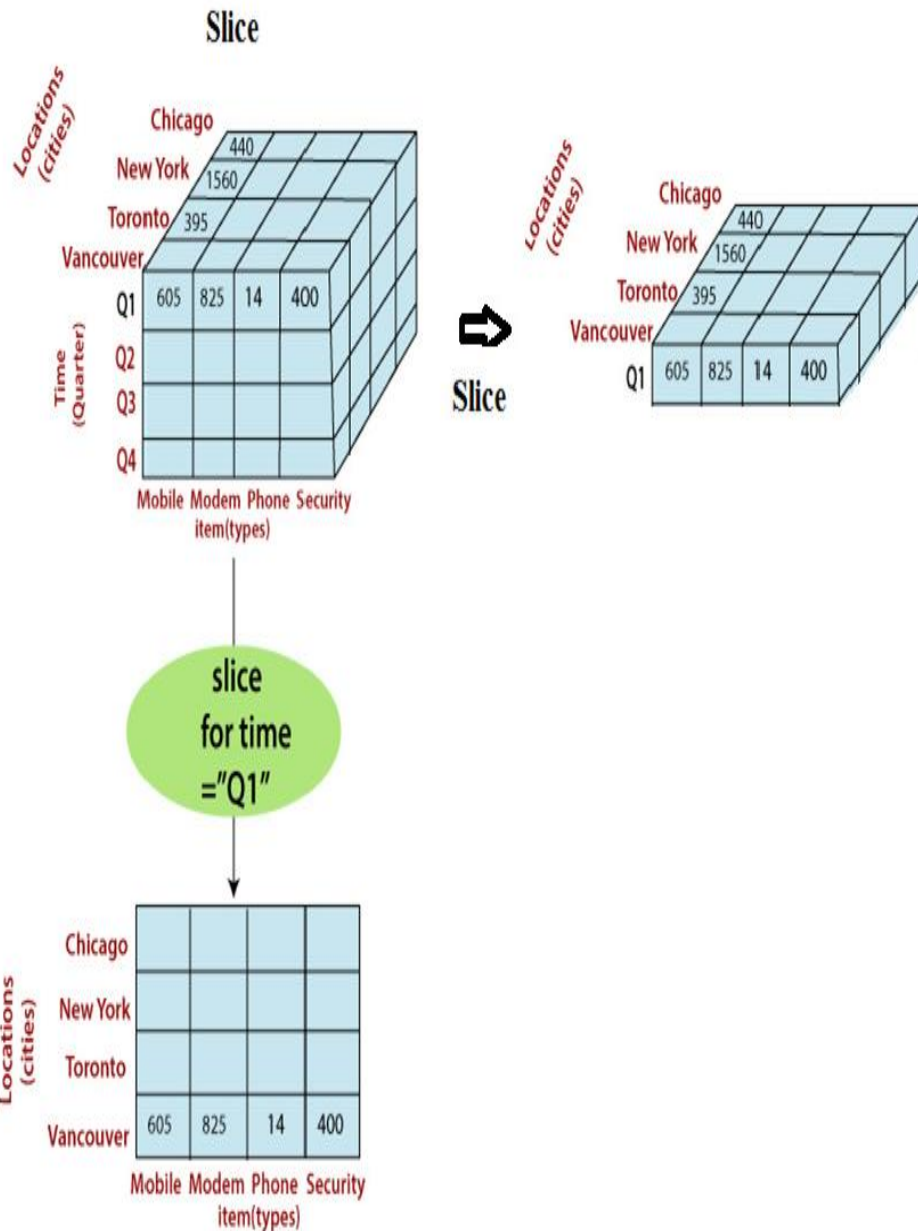 Slice
Locations
(cities)
Chicago
440
New York
1560
Toronto
395
Vancouver
Q1 605 825 14 400
Time
(Quarter)
Q2
Q3
Q4
Mobile Modem Phone Security
item(types)
Slice
Locations
(cities)
Chicago
440
New York
1560
Toronto
395
Vancouver
Q1 605 825 14 400
slice
for time
="Q1"
Locations
(cities)
Chicago
New York
Toronto
Vancouver 605 825 14 400
Mobile Modem Phone Security
item(types)